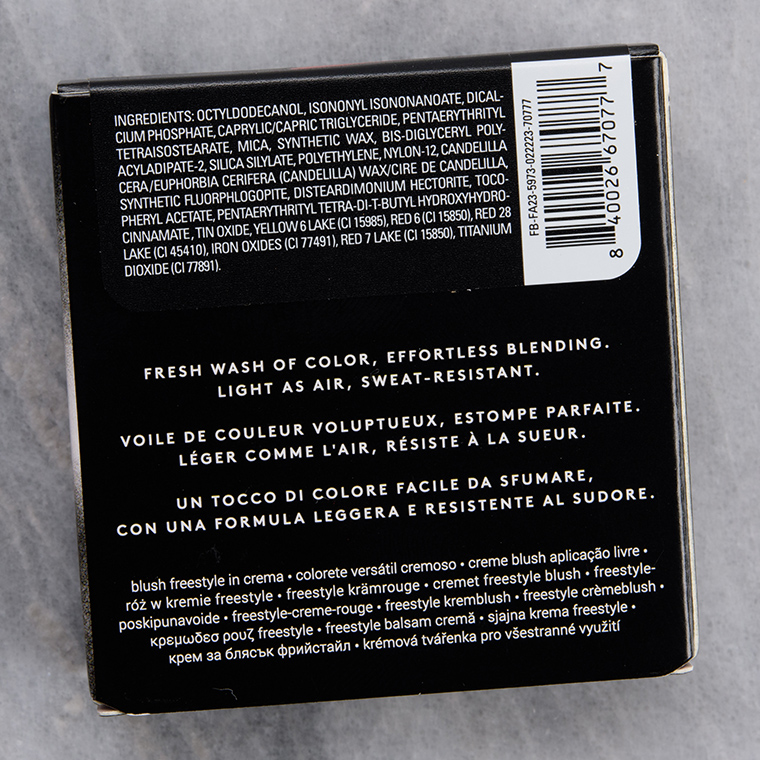 INGREDIENTS: OCTYLDODECANOL, ISONONYL ISONONANOATE, DICAL-
CIUM PHOSPHATE, CAPRYLIC/CAPRIC TRIGLYCERIDE, PENTAERYTHRITYL
TETRAISOSTEARATE, MICA, SYNTHETIC WAX, BIS-DIGLYCERYL POLY-
ACYLADIPATE-2, SILICA SILYLATE, POLYETHYLENE, NYLON-12, CANDELILLA
CERA/EUPHORBIA CERIFERA (CANDELILLA) WAX/CIRE DE CANDELILLA,
SYNTHETIC FLUORPHLOGOPITE, DISTEARDIMONIUM HECTORITE, TOCO-
PHERYL ACETATE, PENTAERYTHRITYL TETRA-DI-T-BUTYL HYDROXYHYDRO-
CINNAMATE, TIN OXIDE, YELLOW 6 LAKE (CI 15985), RED 6 (CI 15850), RED 28
LAKE (CI 45410), IRON OXIDES (CI 77491), RED 7 LAKE (CI 15850), TITANIUM
DIOXIDE (CI 77891).
FB-FA23-5973-022223-70777
8 40026 67077 7
FRESH WASH OF COLOR, EFFORTLESS BLENDING.
LIGHT AS AIR, SWEAT-RESISTANT.
VOILE DE COULEUR VOLUPTUEUX, ESTOMPE PARFAITE.
LÉGER COMME L'AIR, RÉSISTE À LA SUEUR.
UN TOCCO DI COLORE FACILE DA SFUMARE,
CON UNA FORMULA LEGGERA E RESISTENTE AL SUDORE.
blush freestyle in crema • colorete versátil cremoso • creme blush aplicação livre •
róż w kremie freestyle • freestyle krämrouge • cremet freestyle blush • freestyle-
poskipunavoide • freestyle-creme-rouge • freestyle kremblush • freestyle crèmeblush •
κρεμωδεσ ρουζ freestyle • freestyle balsam cremă • sjajna krema freestyle •
крем за блясък фрийстайл • krémová tvářenka pro všestranné využití